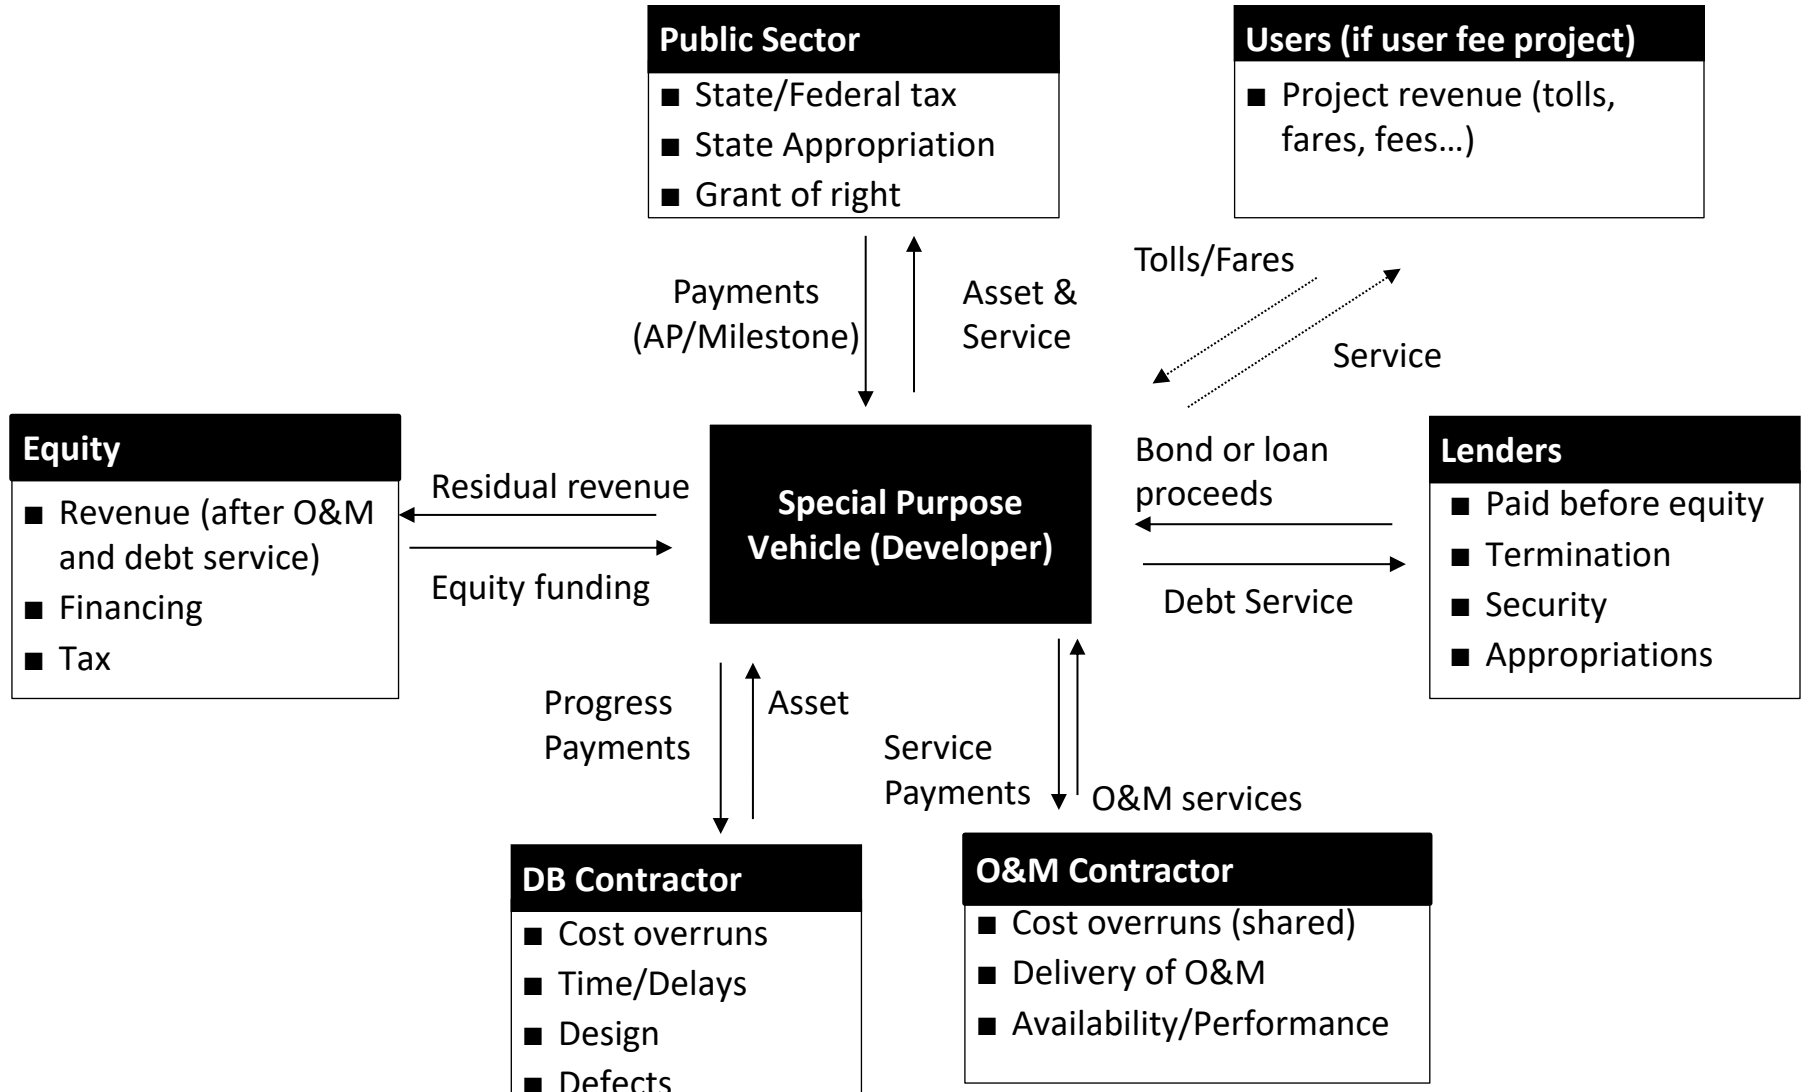 Public Sector
■ State/Federal tax
■ State Appropriation
■ Grant of right
Users (if user fee project)
■ Project revenue (tolls,
fares, fees...)
Payments
(AP/Milestone)
Asset &
Service
Tolls/Fares
Service
Equity
■ Revenue (after O&M
and debt service)
■ Financing
■ Tax
Residual revenue
Equity funding
Special Purpose
Vehicle (Developer)
Bond or loan
proceeds
Debt Service
Lenders
■ Paid before equity
■ Termination
■ Security
■ Appropriations
Progress
Payments
Asset
Service
Payments
O&M services
DB Contractor
■ Cost overruns
■ Time/Delays
■ Design
■ Defects
O&M Contractor
■ Cost overruns (shared)
■ Delivery of O&M
■ Availability/Performance